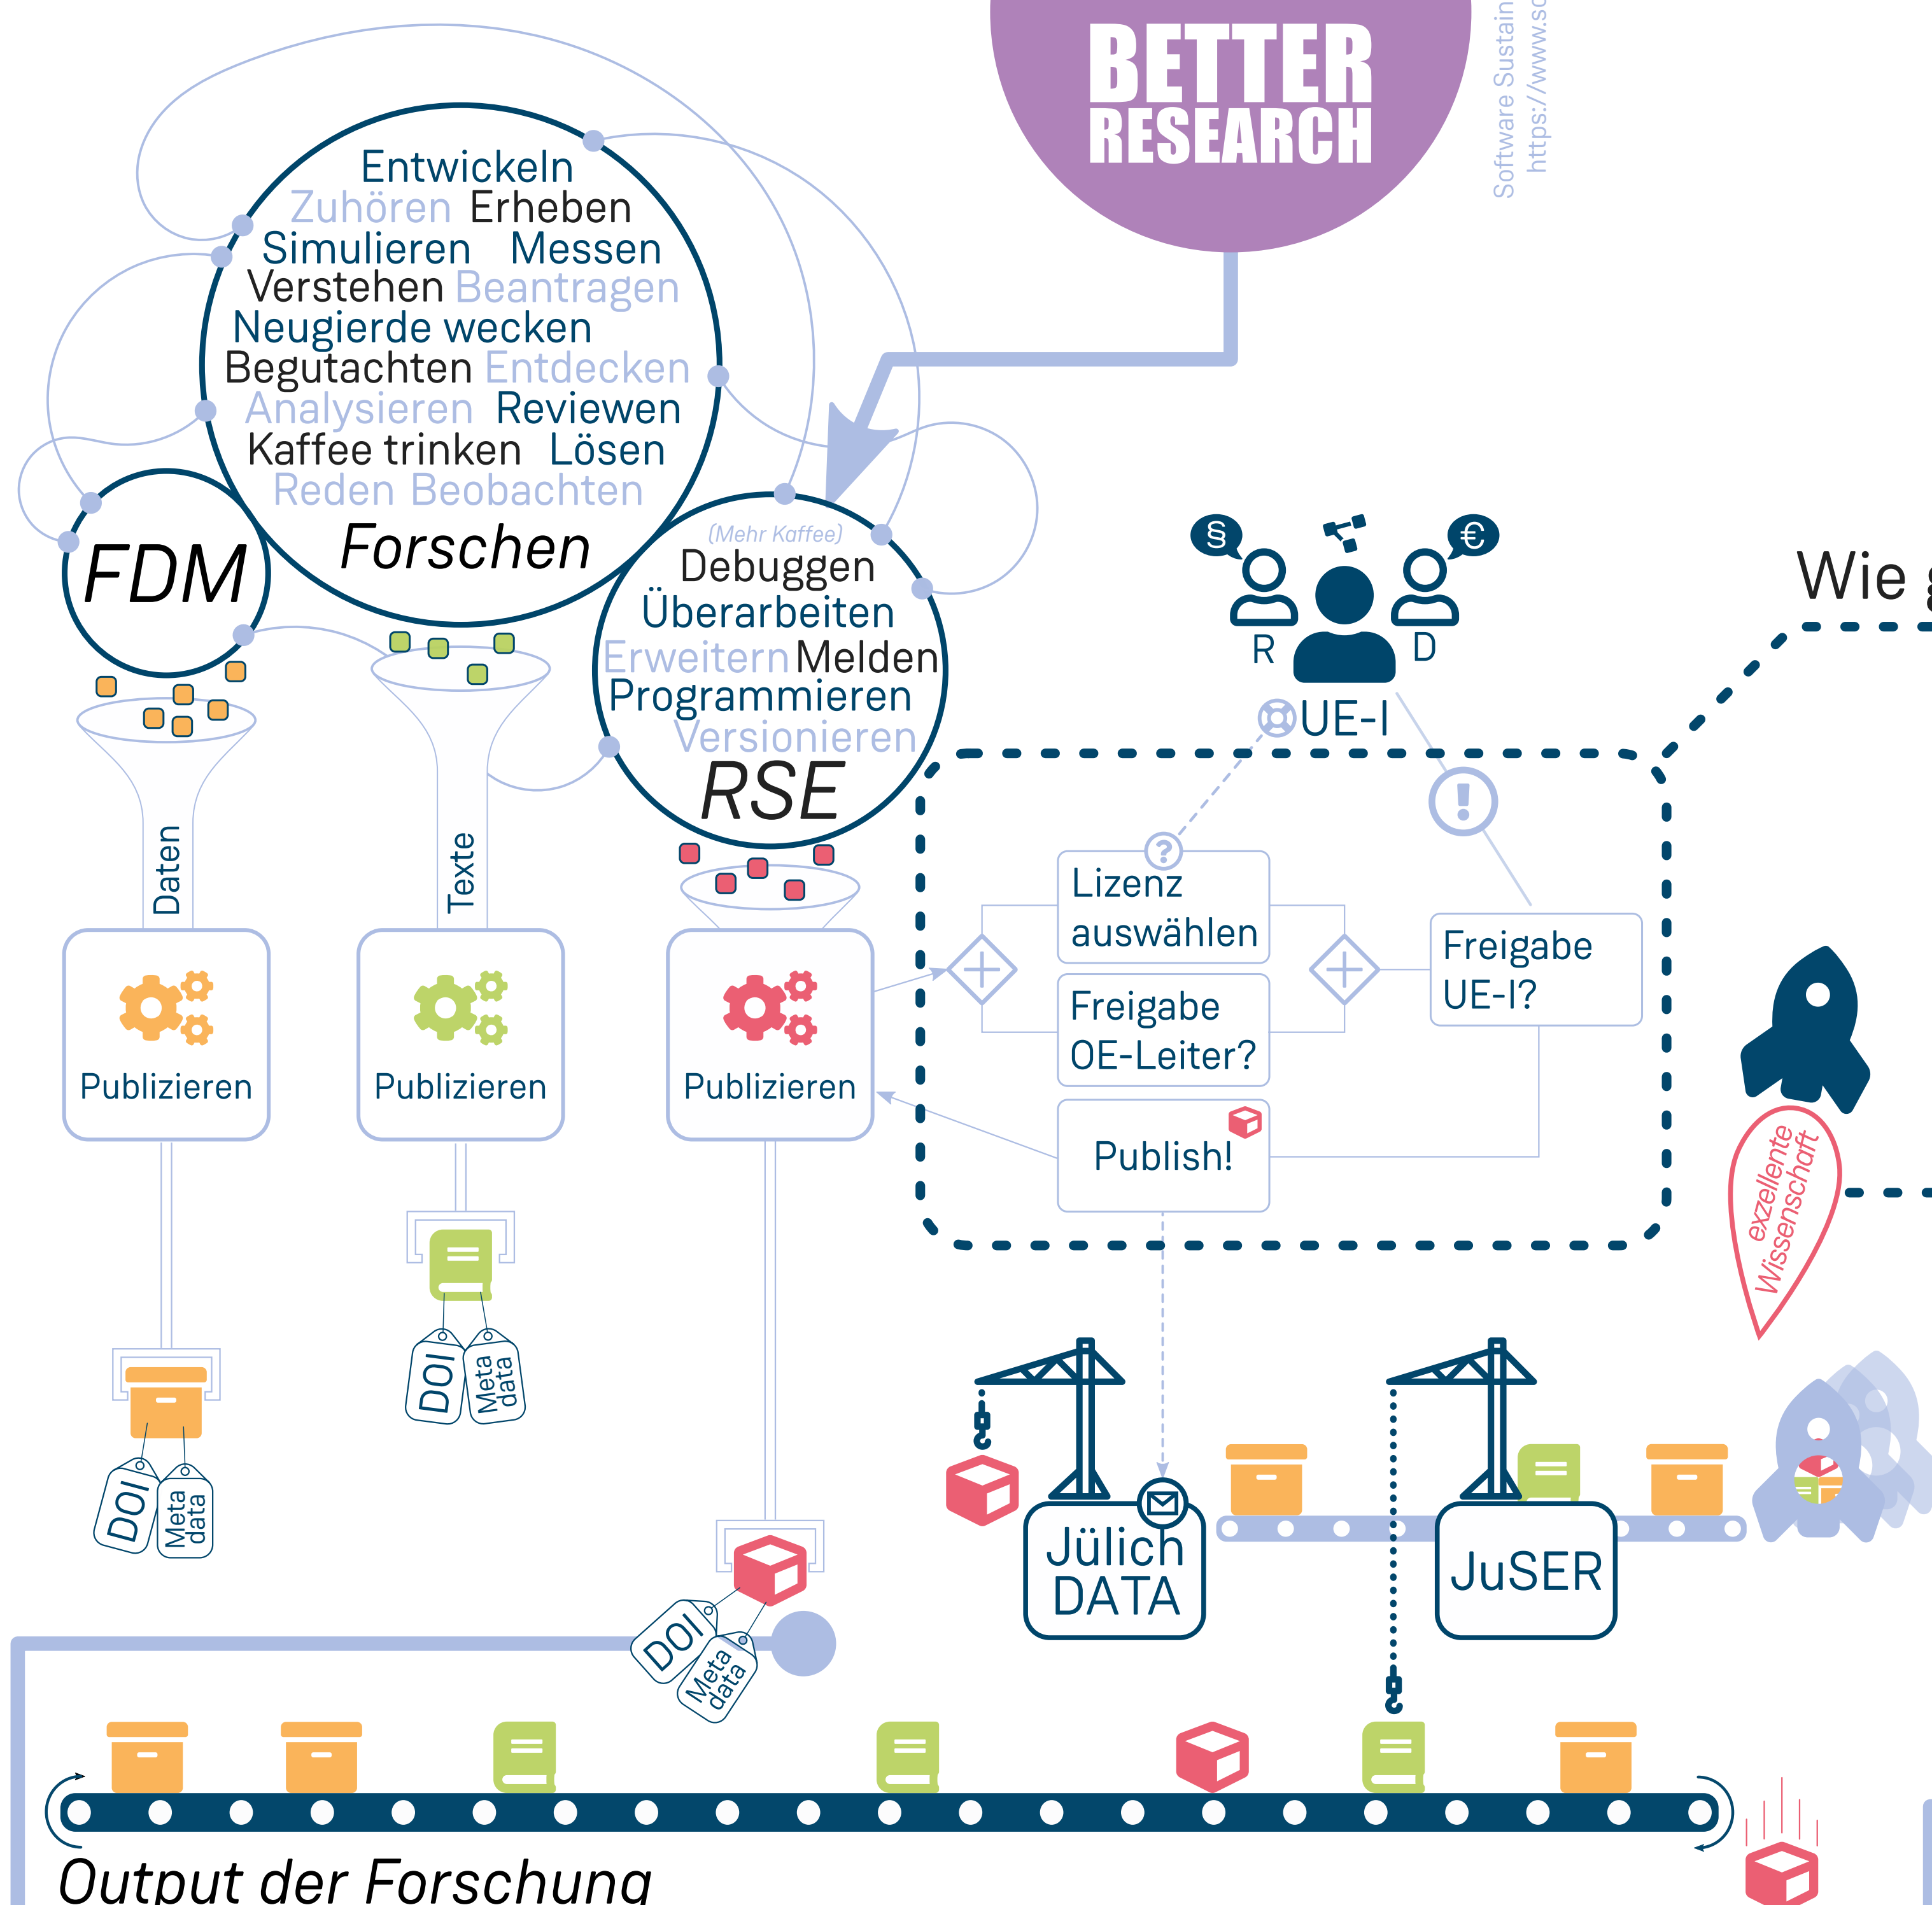 BETTER
RESEARCH
Software Sustain
https://www.so
Entwickeln
Zuhören Erheben
Simulieren Messen
Verstehen Beantragen
Neugierde wecken
Begutachten Entdecken
Analysieren Reviewen
Kaffee trinken Lösen
Reden Beobachten
Forschen
FDM
(Mehr Kaffee)
Debuggen
Überarbeiten
Erweitern Melden
Programmieren
Versionieren
RSE
§
€
R
D
UE-I
Wie
!
?
Daten
Texte
Lizenz
auswählen
Freigabe
OE-Leiter?
Freigabe
UE-I?
Publish!
Publizieren
Publizieren
Publizieren
exzellente
Wissenschaft
DOI
Meta
data
DOI
Meta
data
DOI
Meta
data
Jülich
DATA
JuSER
Output der Forschung